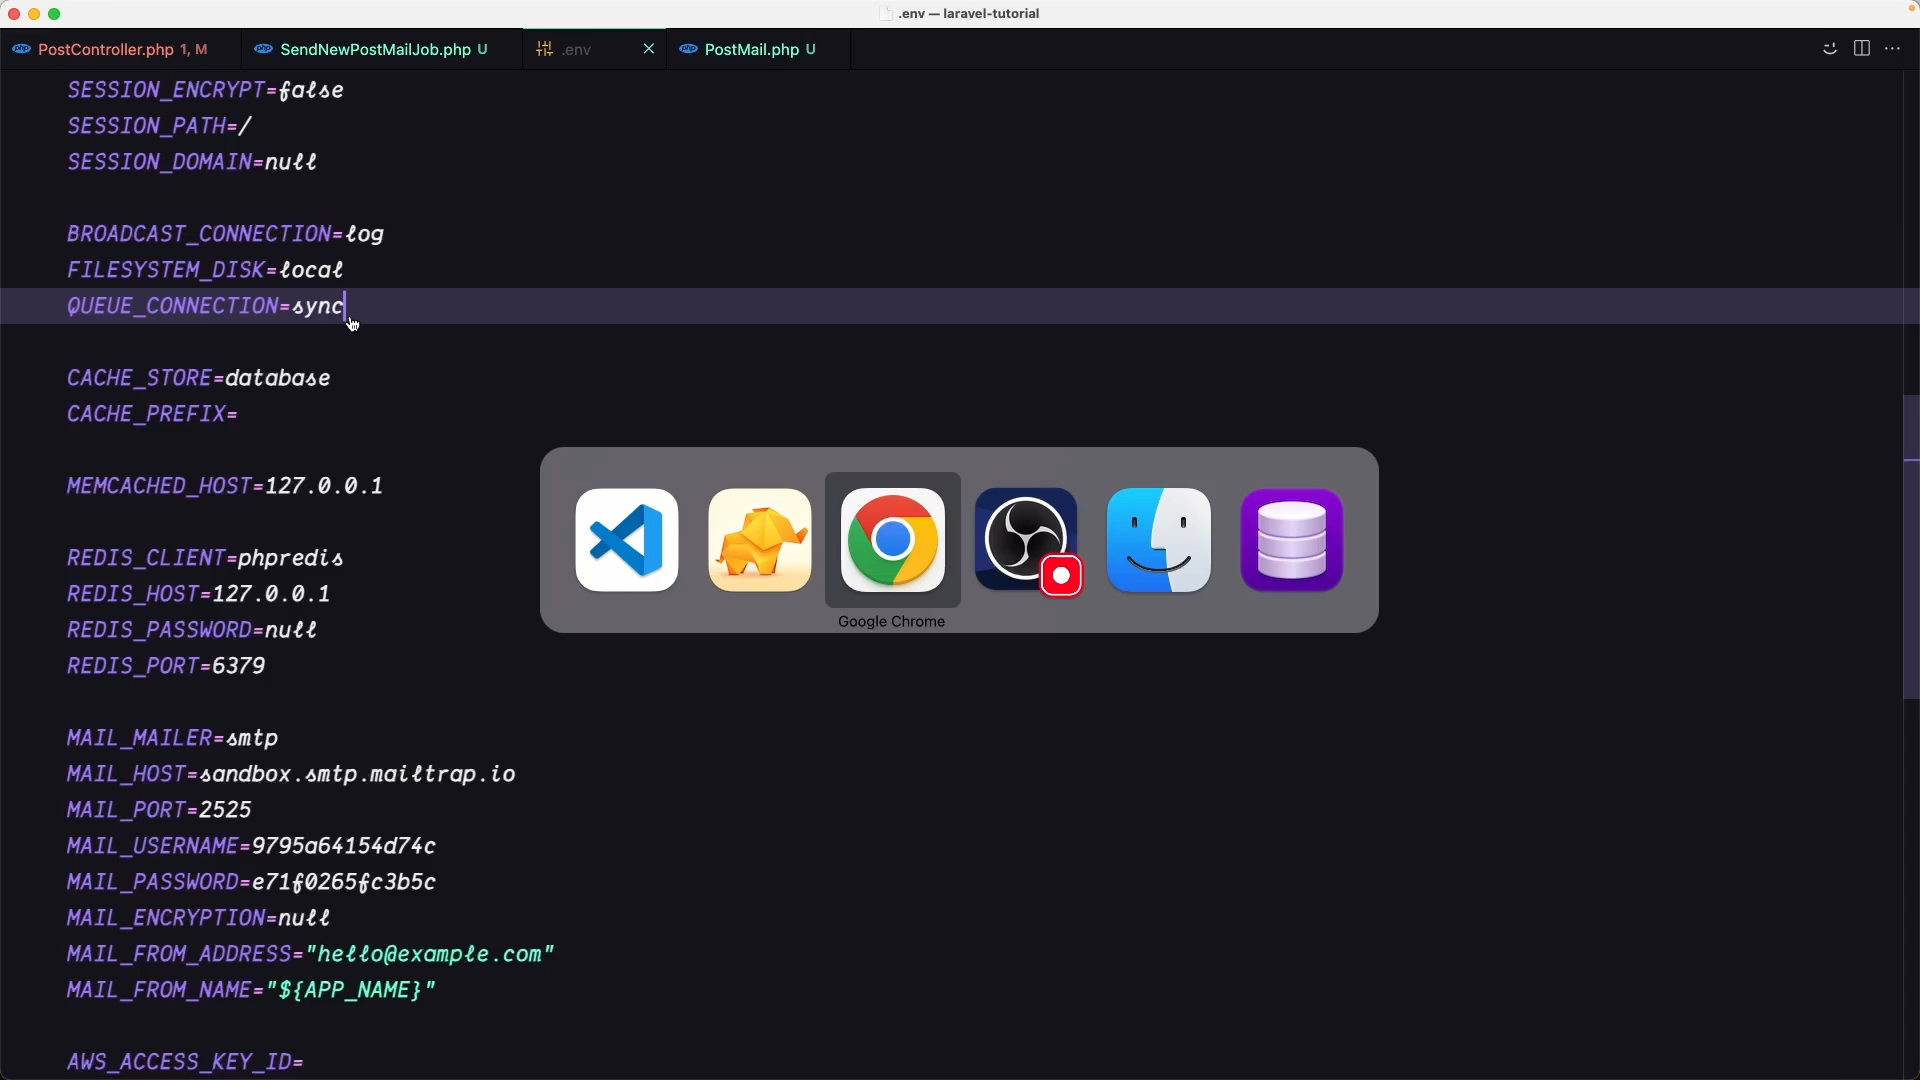 .env — laravel-tutorial
PostController.php 1, M
SendNewPostMailJob.php U
.env
PostMail.php U
SESSION_ENCRYPT=false
SESSION_PATH=/
SESSION_DOMAIN=null
BROADCAST_CONNECTION=log
FILESYSTEM_DISK=local
QUEUE_CONNECTION=sync
CACHE_STORE=database
CACHE_PREFIX=
MEMCACHED_HOST=127.0.0.1
REDIS_CLIENT=phpredis
REDIS_HOST=127.0.0.1
REDIS_PASSWORD=null
REDIS_PORT=6379
Google Chrome
MAIL_MAILER=smtp
MAIL_HOST=sandbox.smtp.mailtrap.io
MAIL_PORT=2525
MAIL_USERNAME=9795a64154d74c
MAIL_PASSWORD=e71f0265fc3b5c
MAIL_ENCRYPTION=null
MAIL_FROM_ADDRESS="hello@example.com"
MAIL_FROM_NAME="${APP_NAME}"
AWS_ACCESS_KEY_ID=